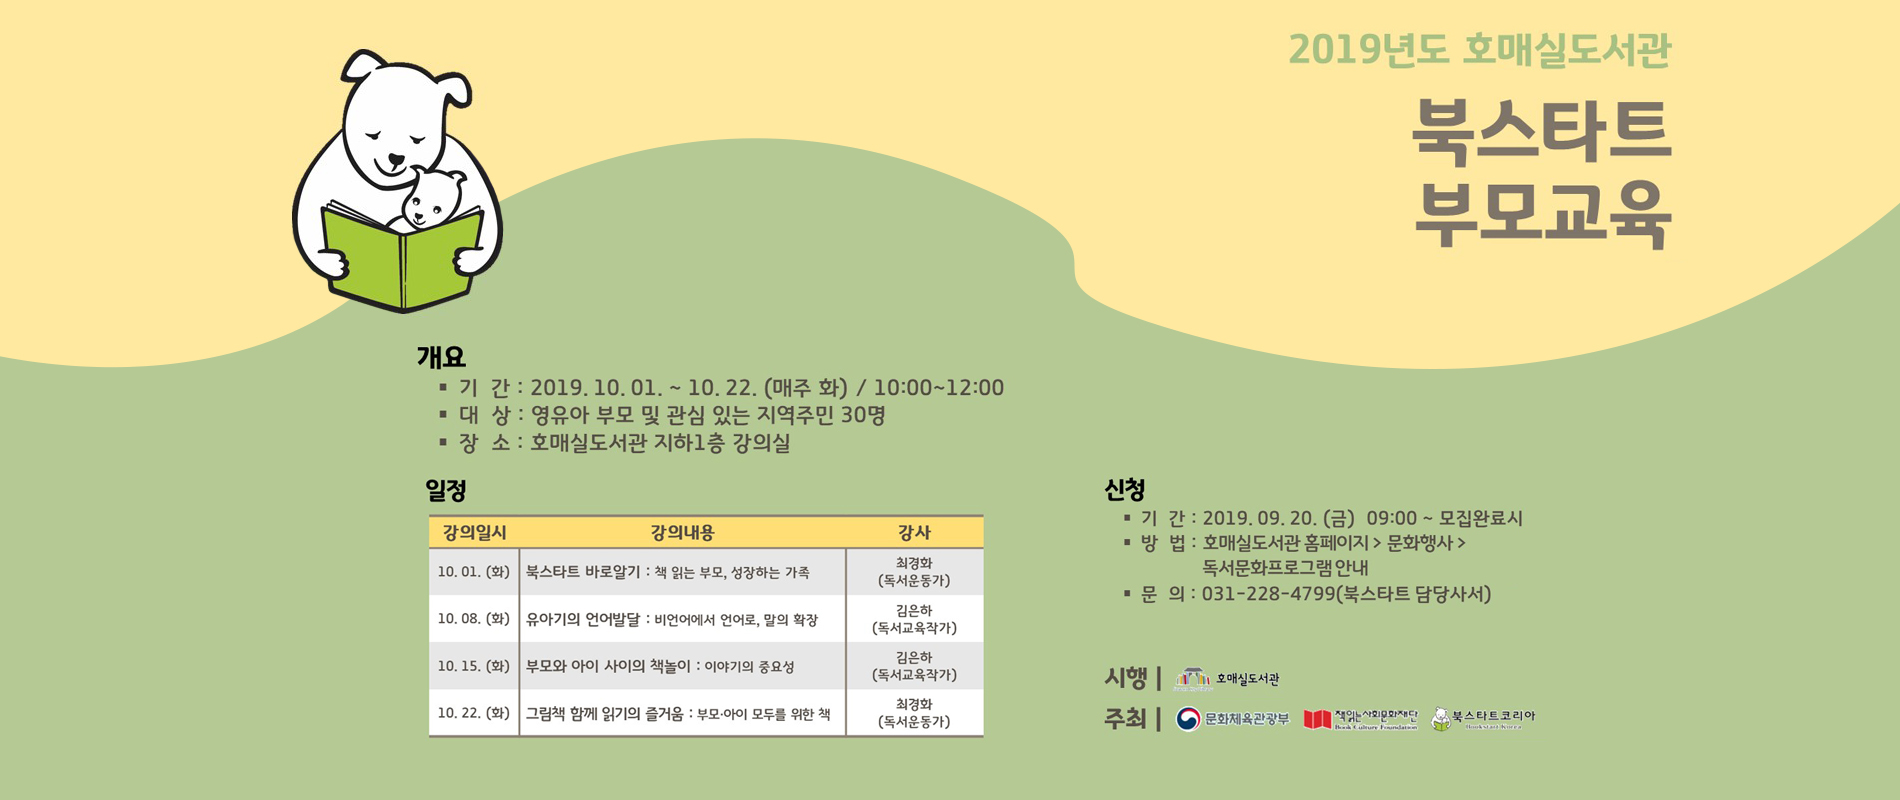 2019년도 호매실도서관
북스타트
부모교육
개요
▪ 기 간 : 2019. 10. 01. ~ 10. 22. (매주 화) / 10:00~12:00
▪ 대 상 : 영유아 부모 및 관심 있는 지역주민 30명
▪ 장 소 : 호매실도서관 지하1층 강의실
일정
강의일시 강의내용 강사
10. 01. (화) 북스타트 바로알기 : 책 읽는 부모, 성장하는 가족 최경화
(독서운동가)
10. 08. (화) 유아기의 언어발달 : 비언어에서 언어로, 말의 확장 김은하
(독서교육작가)
10. 15. (화) 부모와 아이 사이의 책놀이 : 이야기의 중요성 김은하
(독서교육작가)
10. 22. (화) 그림책 함께 읽기의 즐거움 : 부모·아이 모두를 위한 책 최경화
(독서운동가)
신청
▪ 기 간 : 2019. 09. 20. (금) 09:00 ~ 모집완료시
▪ 방 법 : 호매실도서관 홈페이지 > 문화행사 >
독서문화프로그램 안내
▪ 문 의 : 031-228-4799(북스타트 담당사서)
시행 | 호매실도서관
주최 | 문화체육관광부 책읽는사회문화재단 북스타트코리아
Book Culture Foundation Bookstart Korea